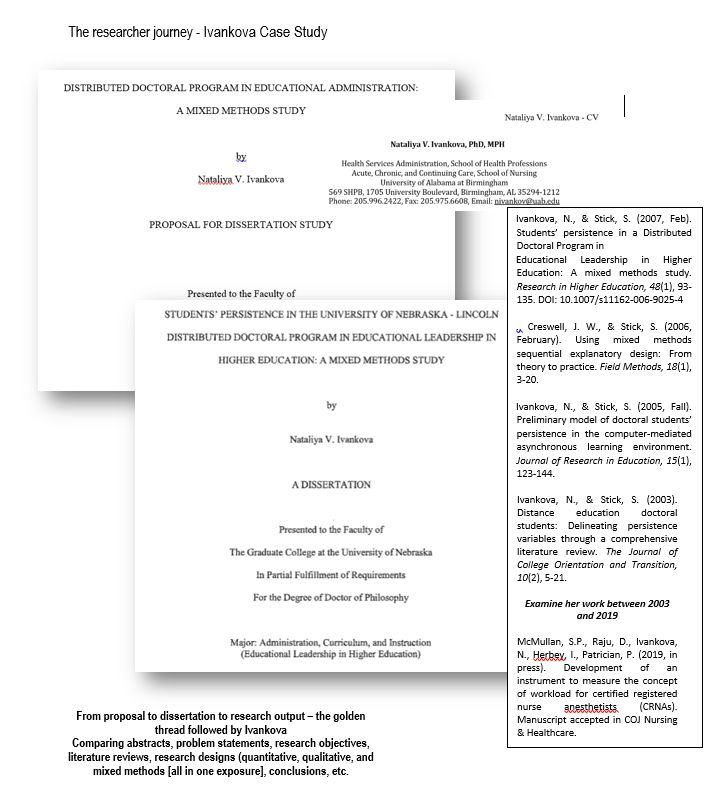 The researcher journey - Ivankova Case Study
DISTRIBUTED DOCTORAL PROGRAM IN EDUCATIONAL ADMINISTRATION:
A MIXED METHODS STUDY
by
Nataliya V. Ivankova
PROPOSAL FOR DISSERTATION STUDY
Presented to the Faculty of
Nataliya V. Ivankova - CV
Nataliya V. Ivankova, PhD, MPH
Health Services Administration, School of Health Professions
Acute, Chronic, and Continuing Care, School of Nursing
University of Alabama at Birmingham
569 SHPB, 1705 University Boulevard, Birmingham, AL 35294-1212
Phone: 205.996.2422, Fax: 205.975.6608, Email: nivankov@uab.edu
STUDENTS' PERSISTENCE IN THE UNIVERSITY OF NEBRASKA - LINCOLN
DISTRIBUTED DOCTORAL PROGRAM IN EDUCATIONAL LEADERSHIP IN
HIGHER EDUCATION: A MIXED METHODS STUDY
by
Nataliya V. Ivankova
A DISSERTATION
Presented to the Faculty of
The Graduate College at the University of Nebraska
In Partial Fulfillment of Requirements
For the Degree of Doctor of Philosophy
Major: Administration, Curriculum, and Instruction
(Educational Leadership in Higher Education)
Ivankova, N., & Stick, S. (2007, Feb).
Students' persistence in a Distributed
Doctoral Program in
Educational Leadership in Higher
Education: A mixed methods study.
Research in Higher Education, 48(1), 93-
135. DOI: 10.1007/s11162-006-9025-4
s, Creswell, J. W., & Stick, S. (2006,
February). Using mixed methods
sequential explanatory design: From
theory to practice. Field Methods, 18(1),
3-20.
Ivankova, N., & Stick, S. (2005, Fall).
Preliminary model of doctoral students'
persistence in the computer-mediated
asynchronous learning environment.
Journal of Research in Education, 15(1),
123-144.
Ivankova, N., & Stick, S. (2003).
Distance education doctoral
students: Delineating persistence
variables through a comprehensive
literature review. The Journal of
College Orientation and Transition,
10(2), 5-21.
Examine her work between 2003
and 2019
McMullan, S.P., Raju, D., Ivankova,
N., Herbey, I., Patrician, P. (2019, in
press). Development of an
instrument to measure the concept
of workload for certified registered
nurse anesthetists (CRNAs).
Manuscript accepted in COJ Nursing
& Healthcare.
From proposal to dissertation to research output – the golden
thread followed by Ivankova
Comparing abstracts, problem statements, research objectives,
literature reviews, research designs (quantitative, qualitative, and
mixed methods [all in one exposure], conclusions, etc.